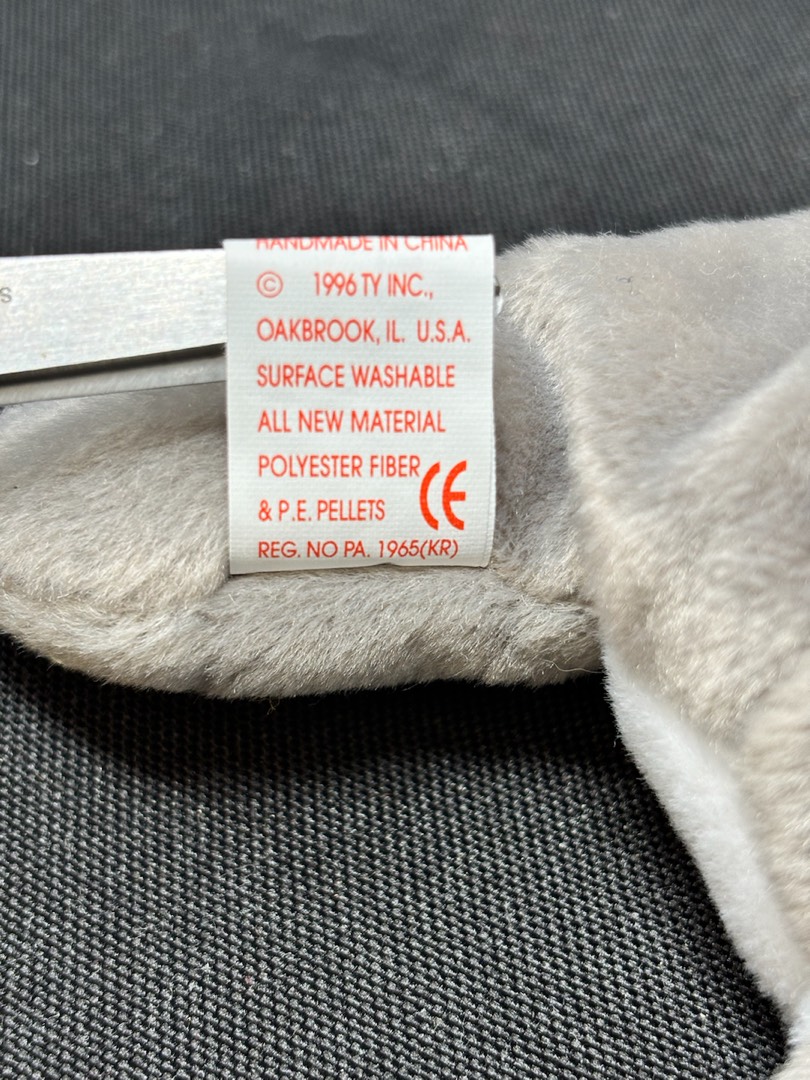 HANDMADE IN CHINA
© 1996 TY INC.,
OAKBROOK, IL. U.S.A.
SURFACE WASHABLE
ALL NEW MATERIAL
POLYESTER FIBER
& P.E. PELLETS
CE
REG. NO PA. 1965(KR)
S